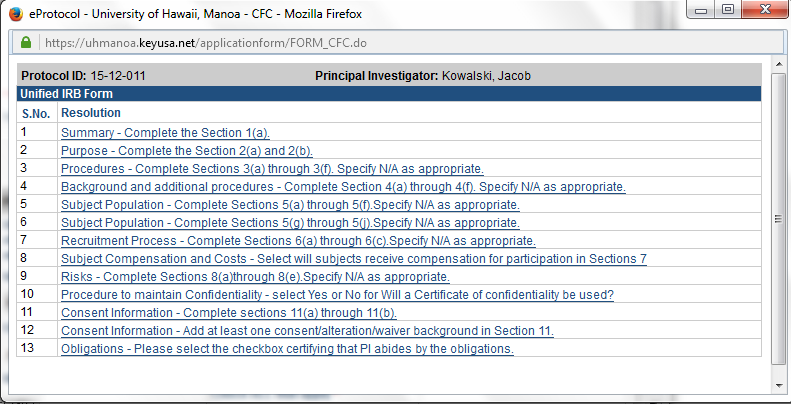 eProtocol - University of Hawaii, Manoa - CFC - Mozilla Firefox
https://uhmanoa.keyusa.net/applicationform/FORM_CFC.do
Protocol ID: 15-12-011 Principal Investigator: Kowalski, Jacob
Unified IRB Form
S.No. Resolution
1 Summary - Complete the Section 1(a).
2 Purpose - Complete the Section 2(a) and 2(b).
3 Procedures - Complete Sections 3(a) through 3(f). Specify N/A as appropriate.
4 Background and additional procedures - Complete Section 4(a) through 4(f). Specify N/A as appropriate.
5 Subject Population - Complete Sections 5(a) through 5(f).Specify N/A as appropriate.
6 Subject Population - Complete Sections 5(g) through 5(j).Specify N/A as appropriate.
7 Recruitment Process - Complete Sections 6(a) through 6(c).Specify N/A as appropriate.
8 Subject Compensation and Costs - Select will subjects receive compensation for participation in Sections 7
9 Risks - Complete Sections 8(a)through 8(e).Specify N/A as appropriate.
10 Procedure to maintain Confidentiality - select Yes or No for Will a Certificate of confidentiality be used?
11 Consent Information - Complete sections 11(a) through 11(b).
12 Consent Information - Add at least one consent/alteration/waiver background in Section 11.
13 Obligations - Please select the checkbox certifying that PI abides by the obligations.